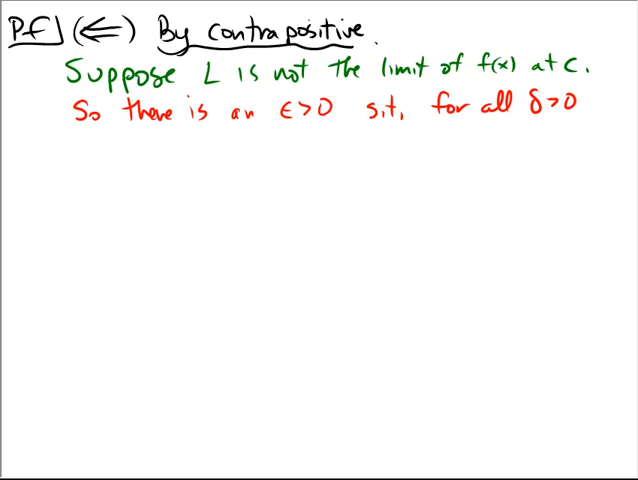 Pf (⇐) By contrapositive.
Suppose L is not the limit of f(x) at c.
So there is an ϵ>0 s.t. for all δ>0